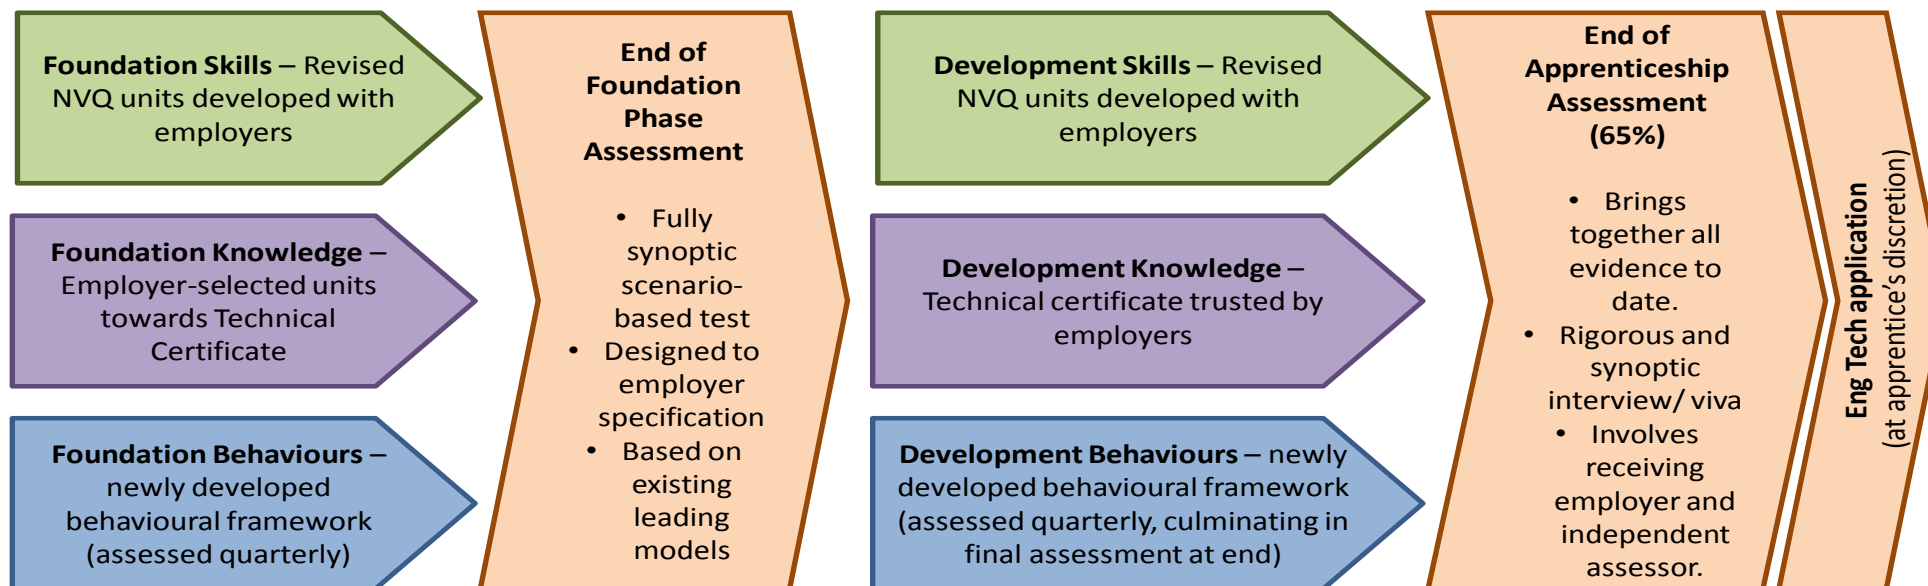 Foundation Skills – Revised
NVQ units developed with
employers
Foundation Knowledge –
Employer-selected units
towards Technical
Certificate
Foundation Behaviours –
newly developed
behavioural framework
(assessed quarterly)
End of
Foundation
Phase
Assessment
• Fully
synoptic
scenario-
based test
• Designed to
employer
specification
• Based on
existing
leading
models
Development Skills – Revised
NVQ units developed with
employers
Development Knowledge –
Technical certificate trusted by
employers
Development Behaviours – newly
developed behavioural framework
(assessed quarterly, culminating in
final assessment at end)
End of
Apprenticeship
Assessment
(65%)
• Brings
together all
evidence to
date.
• Rigorous and
synoptic
interview/ viva
• Involves
receiving
employer and
independent
assessor.
Eng Tech application
(at apprentice's discretion)